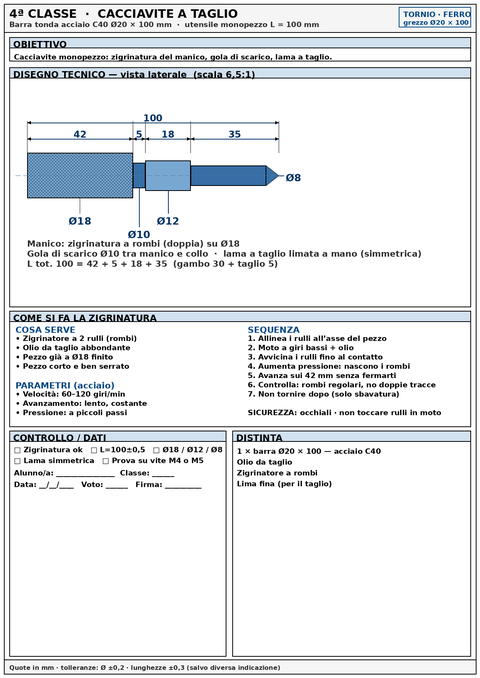 4ª CLASSE · CACCIAVITE A TAGLIO
Barra tonda acciaio C40 Ø20 × 100 mm · utensile monopezzo L = 100 mm
TORNIO · FERRO
grezzo Ø20 × 100
OBIETTIVO
Cacciavite monopezzo: zigrinatura del manico, gola di scarico, lama a taglio.
DISEGNO TECNICO — vista laterale (scala 6,5:1)
100
42 5 18 35
Ø8
Ø18 Ø12
Ø10
Manico: zigrinatura a rombi (doppia) su Ø18
Gola di scarico Ø10 tra manico e collo · lama a taglio limata a mano (simmetrica)
L tot. 100 = 42 + 5 + 18 + 35 (gambo 30 + taglio 5)
COME SI FA LA ZIGRINATURA
COSA SERVE
• Zigrinatore a 2 rulli (rombi)
• Olio da taglio abbondante
• Pezzo già a Ø18 finito
• Pezzo corto e ben serrato
PARAMETRI (acciaio)
• Velocità: 60–120 giri/min
• Avanzamento: lento, costante
• Pressione: a piccoli passi
SEQUENZA
1. Allinea i rulli all'asse del pezzo
2. Moto a giri bassi + olio
3. Avvicina i rulli fino al contatto
4. Aumenta pressione: nascono i rombi
5. Avanza sui 42 mm senza fermarti
6. Controlla: rombi regolari, no doppie tracce
7. Non tornire dopo (solo sbavatura)
SICUREZZA: occhiali · non toccare rulli in moto
CONTROLLO / DATI
□ Zigrinatura ok □ L=100±0,5 □ Ø18 / Ø12 / Ø8
□ Lama simmetrica □ Prova su vite M4 o M5
Alunno/a: ________________ Classe: ______
Data: __/__/____ Voto: ______ Firma: __________
DISTINTA
1 × barra Ø20 × 100 — acciaio C40
Olio da taglio
Zigrinatore a rombi
Lima fina (per il taglio)
Quote in mm · tolleranze: Ø ±0,2 · lunghezze ±0,3 (salvo diversa indicazione)